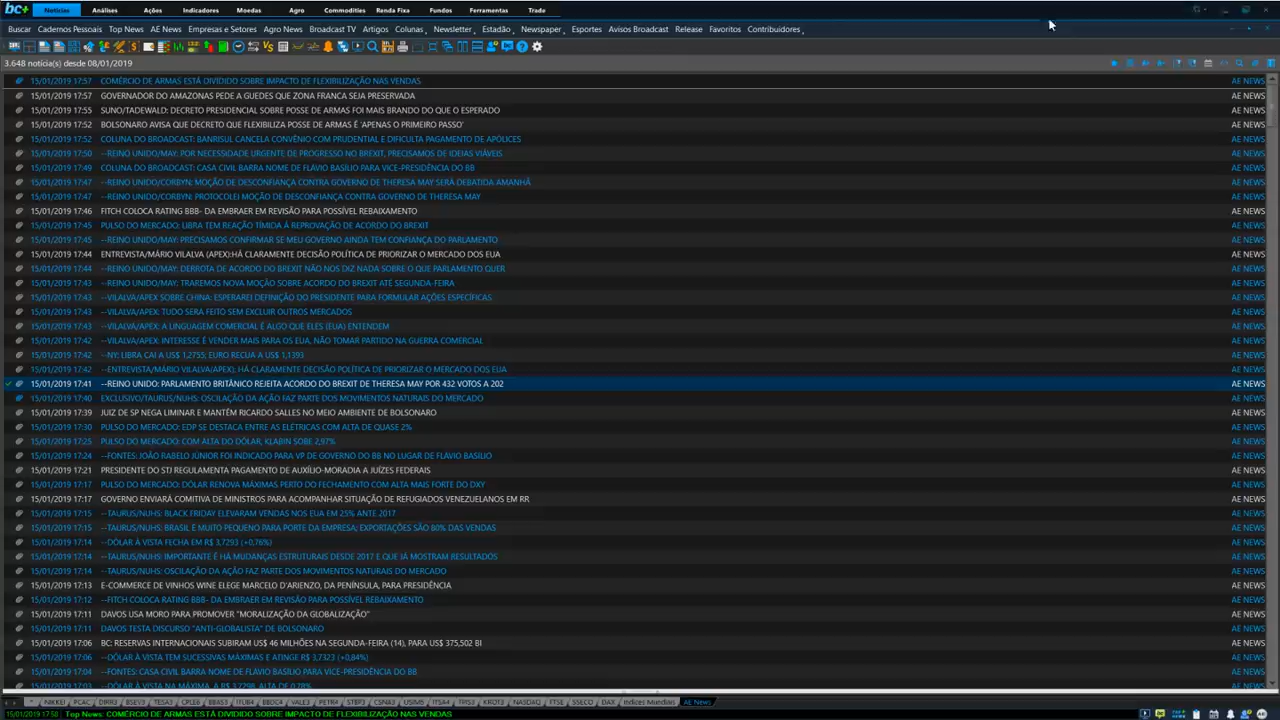 bc+ Notícias Análises Ações Indicadores Moedas Agro Commodities Renda Fixa Fundos Ferramentas Trade
Buscar Cadernos Pessoais Top News AE News Empresas e Setores Agro News Broadcast TV Artigos Colunas Newsletter Estadão Newspaper Esportes Avisos Broadcast Release Favoritos Contribuidores
3.648 notícia(s) desde 08/01/2019
15/01/2019 17:57 COMÉRCIO DE ARMAS ESTÁ DIVIDIDO SOBRE IMPACTO DE FLEXIBILIZAÇÃO NAS VENDAS AE NEWS
15/01/2019 17:57 GOVERNADOR DO AMAZONAS PEDE A GUEDES QUE ZONA FRANCA SEJA PRESERVADA AE NEWS
15/01/2019 17:55 SUNO/TADEWALD: DECRETO PRESIDENCIAL SOBRE POSSE DE ARMAS FOI MAIS BRANDO DO QUE O ESPERADO AE NEWS
15/01/2019 17:52 BOLSONARO AVISA QUE DECRETO QUE FLEXIBILIZA POSSE DE ARMAS É 'APENAS O PRIMEIRO PASSO' AE NEWS
15/01/2019 17:52 COLUNA DO BROADCAST: BANRISUL CANCELA CONVÊNIO COM PRUDENTIAL E DIFICULTA PAGAMENTO DE APÓLICES AE NEWS
15/01/2019 17:50 --REINO UNIDO/MAY: POR NECESSIDADE URGENTE DE PROGRESSO NO BREXIT, PRECISAMOS DE IDEIAS VIÁVEIS AE NEWS
15/01/2019 17:49 COLUNA DO BROADCAST: CASA CIVIL BARRA NOME DE FLÁVIO BASÍLIO PARA VICE-PRESIDÊNCIA DO BB AE NEWS
15/01/2019 17:47 --REINO UNIDO/CORBYN: MOÇÃO DE DESCONFIANÇA CONTRA GOVERNO DE THERESA MAY SERÁ DEBATIDA AMANHÃ AE NEWS
15/01/2019 17:47 --REINO UNIDO/CORBYN: PROTOCOLEI MOÇÃO DE DESCONFIANÇA CONTRA GOVERNO DE THERESA MAY AE NEWS
15/01/2019 17:46 FITCH COLOCA RATING BBB- DA EMBRAER EM REVISÃO PARA POSSÍVEL REBAIXAMENTO AE NEWS
15/01/2019 17:45 PULSO DO MERCADO: LIBRA TEM REAÇÃO TÍMIDA À REPROVAÇÃO DE ACORDO DO BREXIT AE NEWS
15/01/2019 17:45 --REINO UNIDO/MAY: PRECISAMOS CONFIRMAR SE MEU GOVERNO AINDA TEM CONFIANÇA DO PARLAMENTO AE NEWS
15/01/2019 17:44 ENTREVISTA/MÁRIO VILALVA (APEX):HÁ CLARAMENTE DECISÃO POLÍTICA DE PRIORIZAR O MERCADO DOS EUA AE NEWS
15/01/2019 17:44 --REINO UNIDO/MAY: DERROTA DE ACORDO DO BREXIT NÃO NOS DIZ NADA SOBRE O QUE PARLAMENTO QUER AE NEWS
15/01/2019 17:43 --REINO UNIDO/MAY: TRAREMOS NOVA MOÇÃO SOBRE ACORDO DO BREXIT ATÉ SEGUNDA-FEIRA AE NEWS
15/01/2019 17:43 --VILALVA/APEX SOBRE CHINA: ESPERAREI DEFINIÇÃO DO PRESIDENTE PARA FORMULAR AÇÕES ESPECÍFICAS AE NEWS
15/01/2019 17:43 --VILALVA/APEX: TUDO SERÁ FEITO SEM EXCLUIR OUTROS MERCADOS AE NEWS
15/01/2019 17:43 --VILALVA/APEX: A LINGUAGEM COMERCIAL É ALGO QUE ELES (EUA) ENTENDEM AE NEWS
15/01/2019 17:42 --VILALVA/APEX: INTERESSE É VENDER MAIS PARA OS EUA, NÃO TOMAR PARTIDO NA GUERRA COMERCIAL AE NEWS
15/01/2019 17:42 --NY: LIBRA CAI A US$ 1,2755; EURO RECUA A US$ 1,1393 AE NEWS
15/01/2019 17:42 --ENTREVISTA/MÁRIO VILALVA (APEX):HÁ CLARAMENTE DECISÃO POLÍTICA DE PRIORIZAR O MERCADO DOS EUA AE NEWS
15/01/2019 17:41 --REINO UNIDO: PARLAMENTO BRITÂNICO REJEITA ACORDO DO BREXIT DE THERESA MAY POR 432 VOTOS A 202 AE NEWS
15/01/2019 17:40 EXCLUSIVO/TAURUS/NUHS: OSCILAÇÃO DA AÇÃO FAZ PARTE DOS MOVIMENTOS NATURAIS DO MERCADO AE NEWS
15/01/2019 17:39 JUIZ DE SP NEGA LIMINAR E MANTÉM RICARDO SALLES NO MEIO AMBIENTE DE BOLSONARO AE NEWS
15/01/2019 17:30 PULSO DO MERCADO: EDP SE DESTACA ENTRE AS ELÉTRICAS COM ALTA DE QUASE 2% AE NEWS
15/01/2019 17:25 PULSO DO MERCADO: COM ALTA DO DÓLAR, KLABIN SOBE 2,97% AE NEWS
15/01/2019 17:24 --FONTES: JOÃO RABELO JÚNIOR FOI INDICADO PARA VP DE GOVERNO DO BB NO LUGAR DE FLÁVIO BASILIO AE NEWS
15/01/2019 17:21 PRESIDENTE DO STJ REGULAMENTA PAGAMENTO DE AUXÍLIO-MORADIA A JUÍZES FEDERAIS AE NEWS
15/01/2019 17:17 PULSO DO MERCADO: DÓLAR RENOVA MÁXIMAS PERTO DO FECHAMENTO COM ALTA MAIS FORTE DO DXY AE NEWS
15/01/2019 17:17 GOVERNO ENVIARÁ COMITIVA DE MINISTROS PARA ACOMPANHAR SITUAÇÃO DE REFUGIADOS VENEZUELANOS EM RR AE NEWS
15/01/2019 17:15 --TAURUS/NUHS: BLACK FRIDAY ELEVARAM VENDAS NOS EUA EM 25% ANTE 2017 AE NEWS
15/01/2019 17:15 --TAURUS/NUHS: BRASIL É MUITO PEQUENO PARA PORTE DA EMPRESA; EXPORTAÇÕES SÃO 80% DAS VENDAS AE NEWS
15/01/2019 17:14 --DÓLAR À VISTA FECHA EM R$ 3,7293 (+0,76%) AE NEWS
15/01/2019 17:14 --TAURUS/NUHS: IMPORTANTE É HÁ MUDANÇAS ESTRUTURAIS DESDE 2017 E QUE JÁ MOSTRAM RESULTADOS AE NEWS
15/01/2019 17:14 --TAURUS/NUHS: OSCILAÇÃO DA AÇÃO FAZ PARTE DOS MOVIMENTOS NATURAIS DO MERCADO AE NEWS
15/01/2019 17:13 E-COMMERCE DE VINHOS WINE ELEGE MARCELO D'ARIENZO, DA PENÍNSULA, PARA PRESIDÊNCIA AE NEWS
15/01/2019 17:12 --FITCH COLOCA RATING BBB- DA EMBRAER EM REVISÃO PARA POSSÍVEL REBAIXAMENTO AE NEWS
15/01/2019 17:11 DAVOS USA MORO PARA PROMOVER "MORALIZAÇÃO DA GLOBALIZAÇÃO" AE NEWS
15/01/2019 17:11 DAVOS TESTA DISCURSO "ANTI-GLOBALISTA" DE BOLSONARO AE NEWS
15/01/2019 17:06 BC: RESERVAS INTERNACIONAIS SUBIRAM US$ 46 MILHÕES NA SEGUNDA-FEIRA (14), PARA US$ 375,502 BI AE NEWS
15/01/2019 17:06 --DÓLAR À VISTA TEM SUCESSIVAS MÁXIMAS E ATINGE R$ 3,7323 (+0,84%) AE NEWS
15/01/2019 17:04 --FONTES: CASA CIVIL BARRA NOME DE FLAVIO BASILIO PARA VICE-PRESIDÊNCIA DO BB AE NEWS
15/01/2019 17:03 --DÓLAR À VISTA NA MÁXIMA, A R$ 3,7298, ALTA DE 0,78% AE NEWS
NIKKEI PCAC DIRR3 BSEV3 TESA3 CPLE6 BBAS3 ITUB4 BBDC4 VALE3 PETR4 STBP3 CSNA3 USIM5 ITSA4 TRIS3 KROT3 NASDAQ FTSE SSECO DAX Indices Mundiais AE News
15/01/2019 17:58 Top News: COMÉRCIO DE ARMAS ESTÁ DIVIDIDO SOBRE IMPACTO DE FLEXIBILIZAÇÃO NAS VENDAS